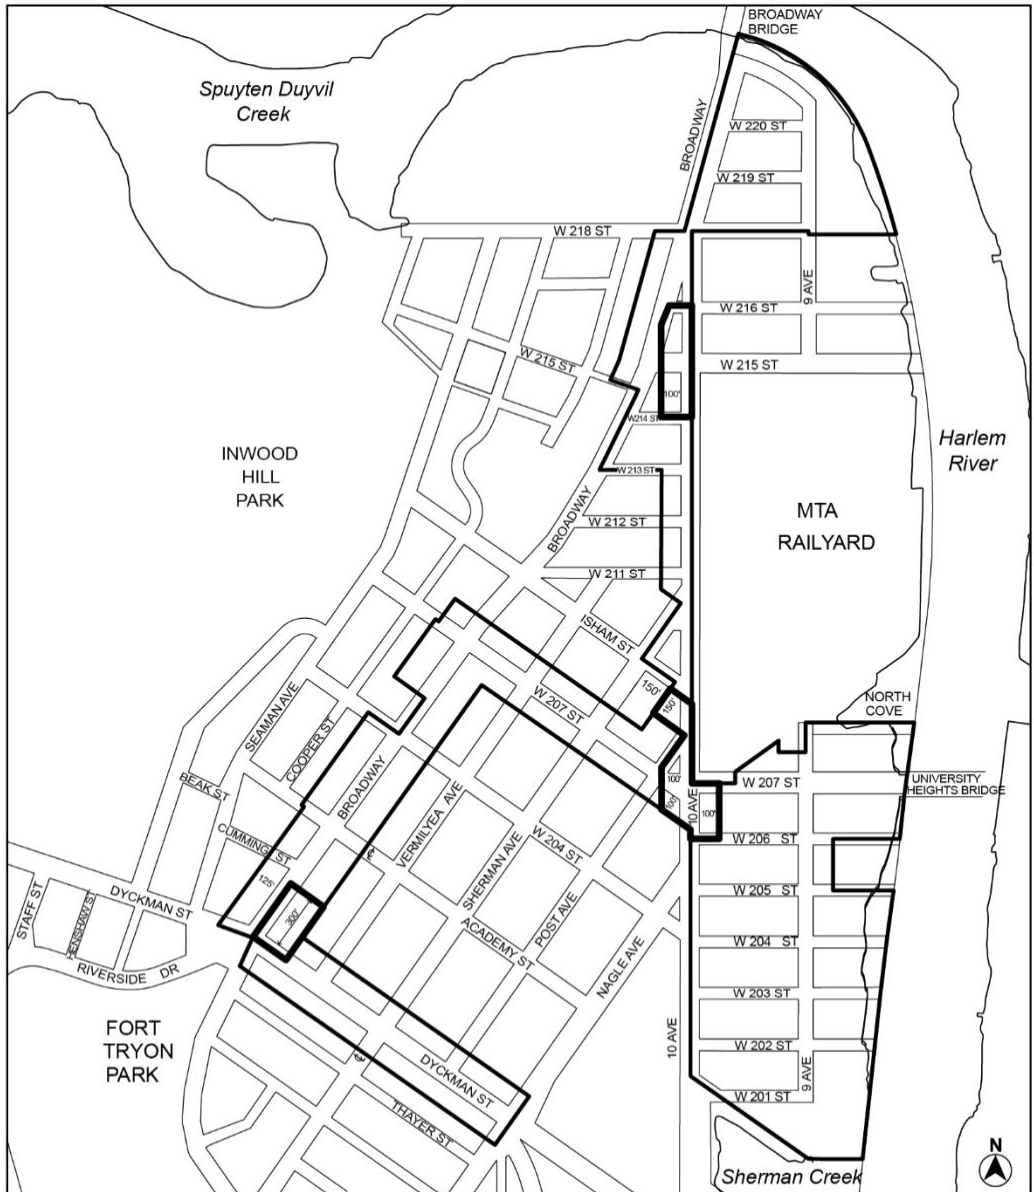 BROADWAY
BRIDGE
Spuyten Duyvil
Creek
BROADWAY
W 220 ST
W 219 ST
W 218 ST
9 AVE
W 216 ST
W 215 ST
W 215 ST
100'
W214 ST
Harlem
River
INWOOD
HILL
PARK
W 213 ST
BROADWAY
W 212 ST
MTA
RAILYARD
W 211 ST
ISHAM ST
150'
150'
W 207 ST
NORTH
COVE
SEAMAN AVE
COOPER ST
BROADWAY
BEAK ST
VERMILYEA AVE
100'
100'
10 AVE
100'
W 207 ST
UNIVERSITY
HEIGHTS BRIDGE
CUMMING ST
W 204 ST
W 206 ST
SHERMAN AVE
125'
300'
DYCKMAN ST
STAFF ST
HENSHAW ST
RIVERSIDE DR
W 205 ST
POST AVE
ACADEMY ST
NAGLE AVE
W 204 ST
W 203 ST
FORT
TRYON
PARK
10 AVE
W 202 ST
DYCKMAN ST
9 AVE
W 201 ST
THAYER ST
Sherman Creek
N